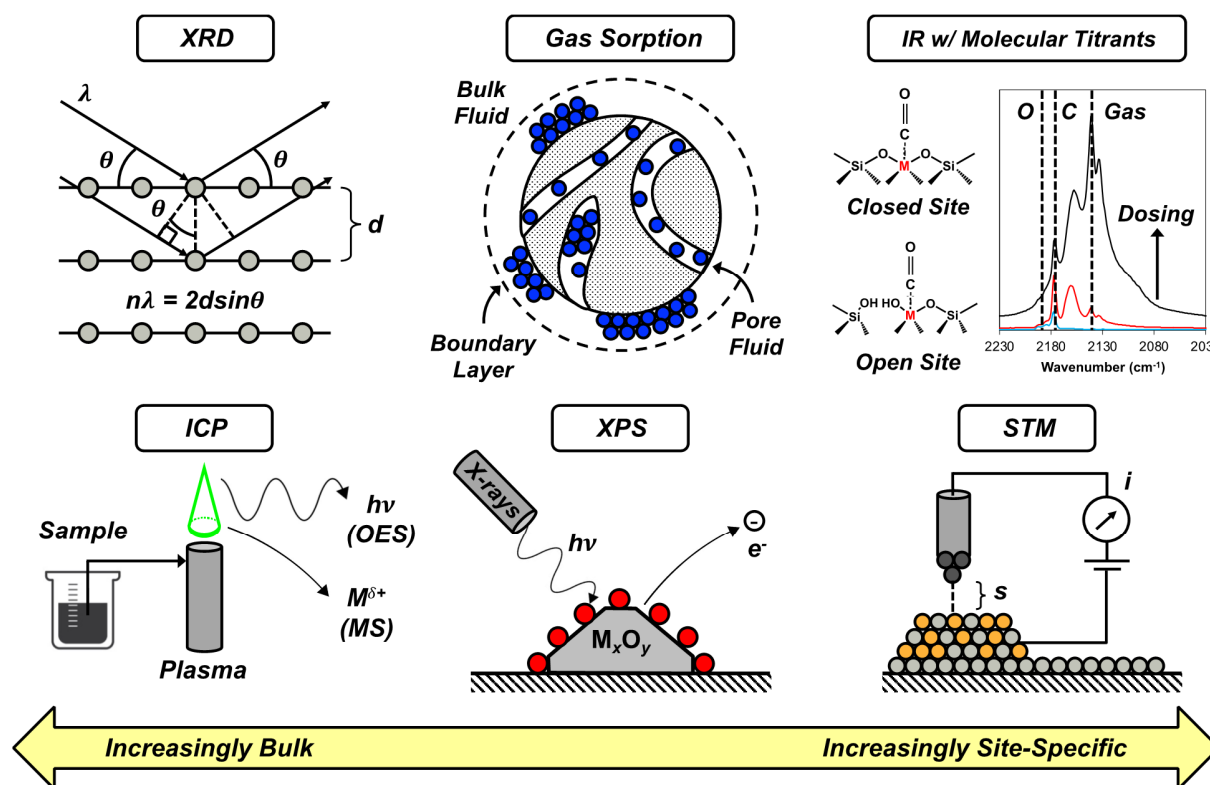 XRD
λ
θ
θ
θ
d
nλ = 2dsinθ
Gas Sorption
Bulk
Fluid
Boundary
Layer
Pore
Fluid
IR w/ Molecular Titrants
O
C
Si
O
M
O
Si
Closed Site
O
C
OH
HO
Si
M
O
Si
Open Site
O
C
Gas
Dosing
2230
2180
2130
2080
203
Wavenumber (cm-1)
ICP
Sample
Plasma
hν
(OES)
Mδ+
(MS)
XPS
X-rays
hν
e-
MxOy
STM
i
s
Increasingly Bulk
Increasingly Site-Specific